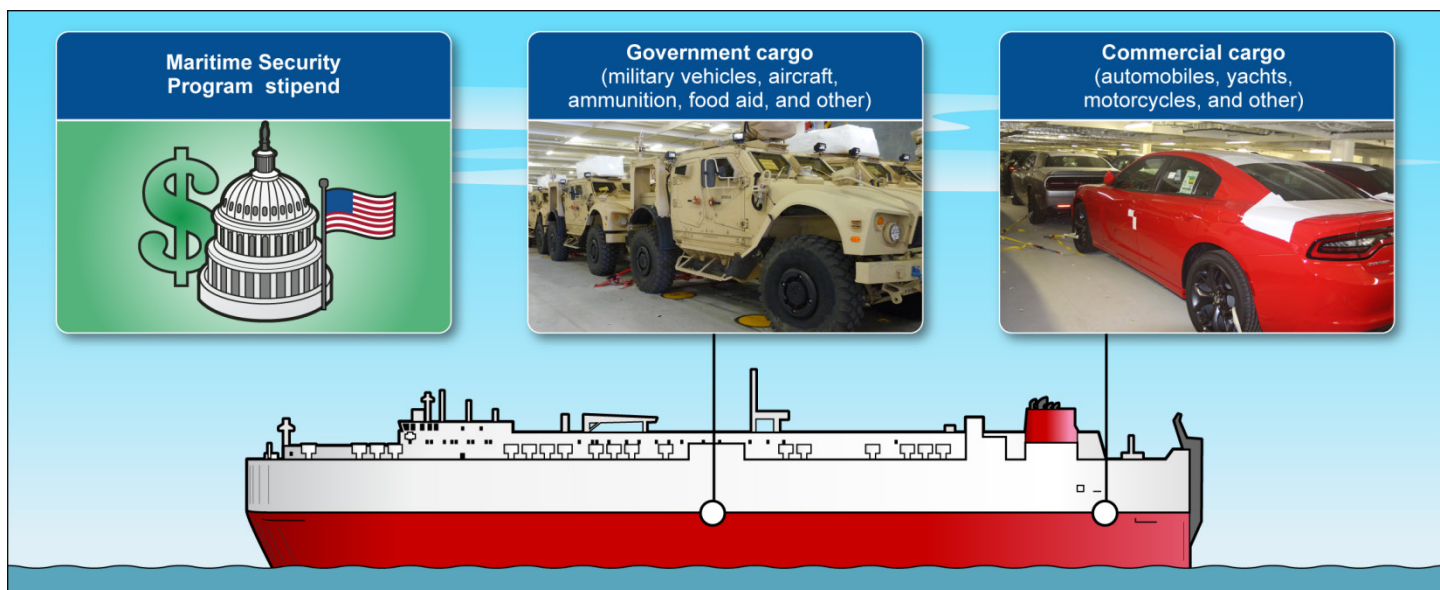 Maritime Security
Program stipend
Government cargo
(military vehicles, aircraft,
ammunition, food aid, and other)
Commercial cargo
(automobiles, yachts,
motorcycles, and other)